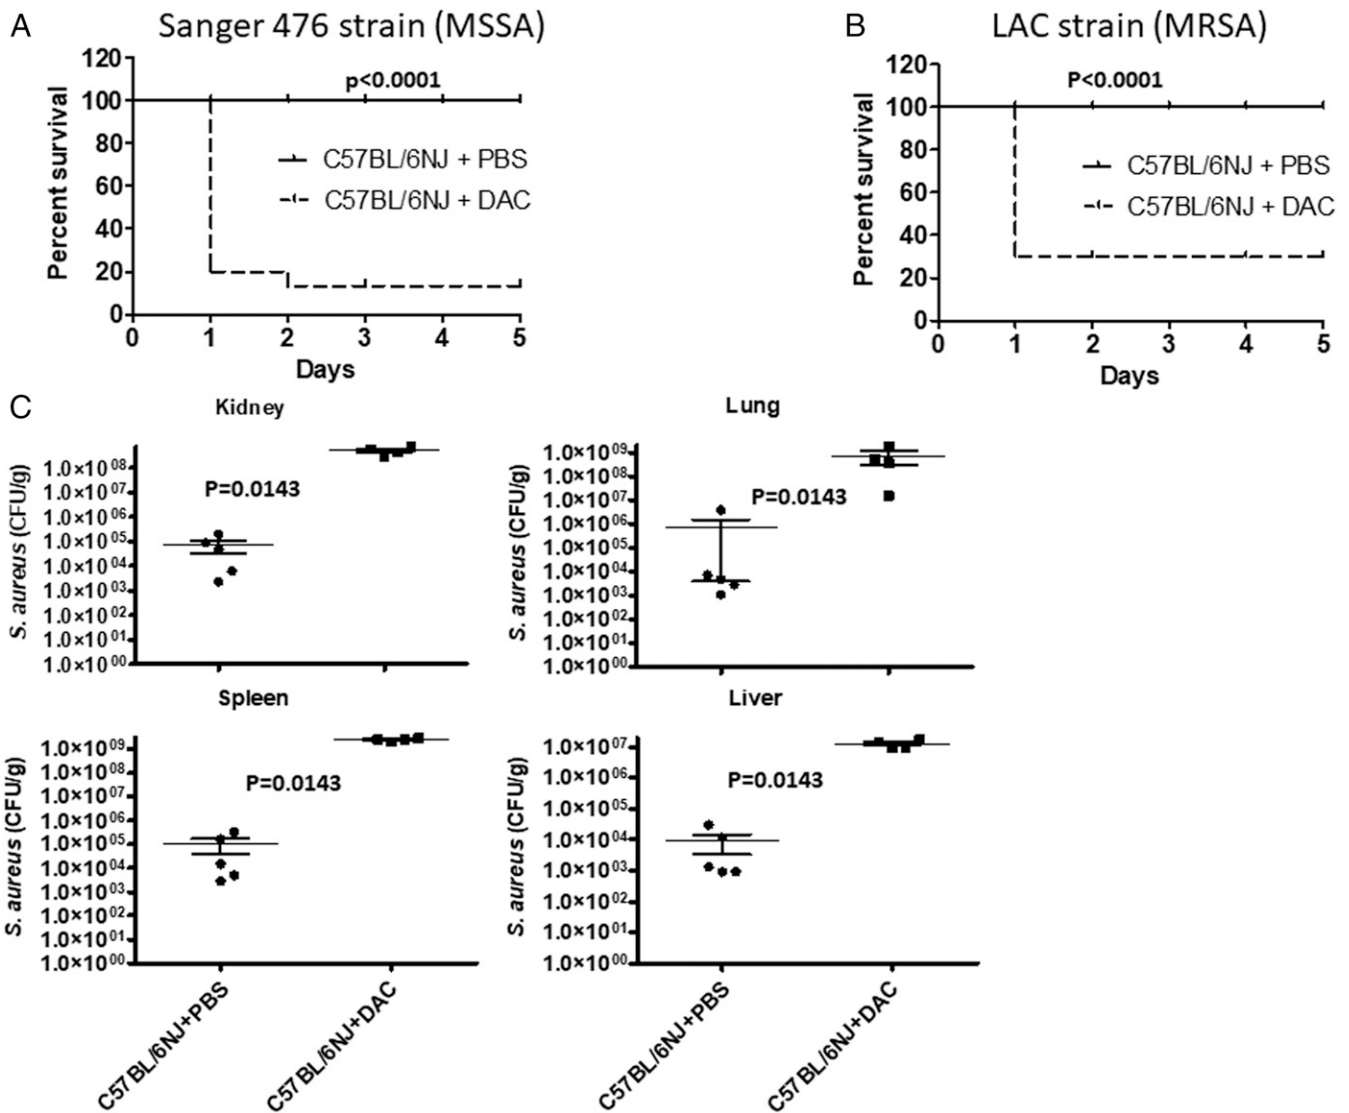 A
Sanger 476 strain (MSSA)
120
100
80
60
40
20
0
Percent survival
p<0.0001
C57BL/6NJ + PBS
C57BL/6NJ + DAC
0 1 2 3 4 5
Days
B
LAC strain (MRSA)
120
100
80
60
40
20
0
Percent survival
P<0.0001
C57BL/6NJ + PBS
C57BL/6NJ + DAC
0 1 2 3 4 5
Days
C
Kidney
S. aureus (CFU/g)
1.0×10⁰⁸
1.0×10⁰⁷
1.0×10⁰⁶
1.0×10⁰⁵
1.0×10⁰⁴
1.0×10⁰³
1.0×10⁰²
1.0×10⁰¹
1.0×10⁰⁰
P=0.0143
Lung
S. aureus (CFU/g)
1.0×10⁰⁹
1.0×10⁰⁸
1.0×10⁰⁷
1.0×10⁰⁶
1.0×10⁰⁵
1.0×10⁰⁴
1.0×10⁰³
1.0×10⁰²
1.0×10⁰¹
1.0×10⁰⁰
P=0.0143
Spleen
S. aureus (CFU/g)
1.0×10⁰⁹
1.0×10⁰⁸
1.0×10⁰⁷
1.0×10⁰⁶
1.0×10⁰⁵
1.0×10⁰⁴
1.0×10⁰³
1.0×10⁰²
1.0×10⁰¹
1.0×10⁰⁰
P=0.0143
C57BL/6NJ+PBS
C57BL/6NJ+DAC
Liver
S. aureus (CFU/g)
1.0×10⁰⁷
1.0×10⁰⁶
1.0×10⁰⁵
1.0×10⁰⁴
1.0×10⁰³
1.0×10⁰²
1.0×10⁰¹
1.0×10⁰⁰
P=0.0143
C57BL/6NJ+PBS
C57BL/6NJ+DAC